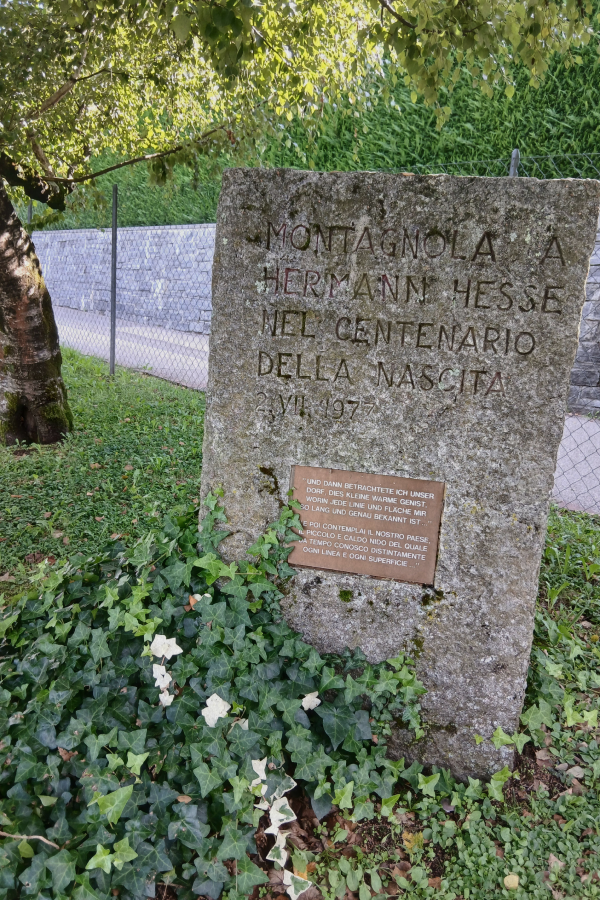 MONTAGNOLA A
HERMANN HESSE
NEL CENTENARIO
DELLA NASCITA
2. VII. 1977
"UND DANN BETRACHTETE ICH UNSER
DORF, DIES KLEINE WARME GENIST,
WORIN JEDE LINIE UND FLÄCHE MIR
SO LANG UND GENAU BEKANNT IST..."
"E POI CONTEMPLAI IL NOSTRO PAESE,
IL PICCOLO E CALDO NIDO DEL QUALE
DA TEMPO CONOSCO DISTINTAMENTE
OGNI LINEA E OGNI SUPERFICIE..."